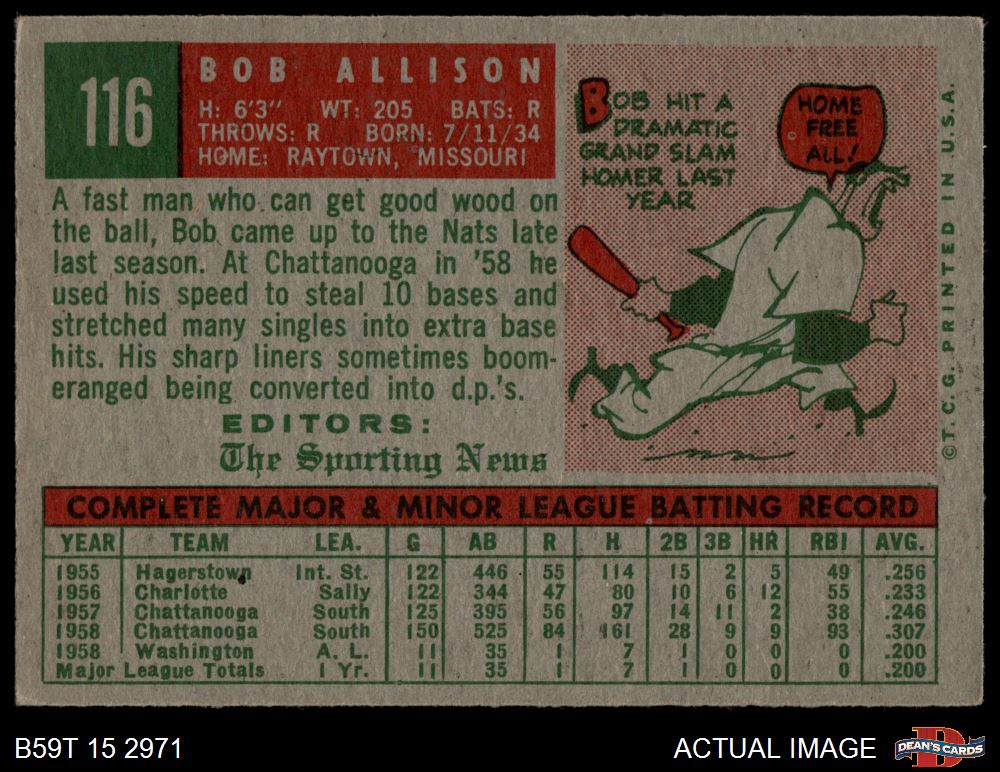 116
BOB ALLISON
H: 6'3" WT: 205 BATS: R
THROWS: R BORN: 7/11/34
HOME: RAYTOWN, MISSOURI
A fast man who can get good wood on
the ball, Bob came up to the Nats late
last season. At Chattanooga in '58 he
used his speed to steal 10 bases and
stretched many singles into extra base
hits. His sharp liners sometimes boom-
eranged being converted into d.p.'s.
EDITORS:
The Sporting News
BOB HIT A
DRAMATIC
GRAND SLAM
HOMER LAST
YEAR
HOME
FREE
ALL!
©T.C.G. PRINTED IN U.S.A.
COMPLETE MAJOR & MINOR LEAGUE BATTING RECORD
YEAR TEAM LEA. G AB R H 2B 3B HR RBI AVG.
1955 Hagerstown Int. St. 122 446 55 114 15 2 5 49 .256
1956 Charlotte Sally 122 344 47 80 10 6 12 55 .233
1957 Chattanooga South 125 395 56 97 14 11 2 38 .246
1958 Chattanooga South 150 525 84 161 28 9 9 93 .307
1958 Washington A. L. 11 35 1 7 1 0 0 0 .200
Major League Totals 1 Yr. 11 35 1 7 1 0 0 0 .200
B59T 15 2971
ACTUAL IMAGE
DEAN'S CARDS